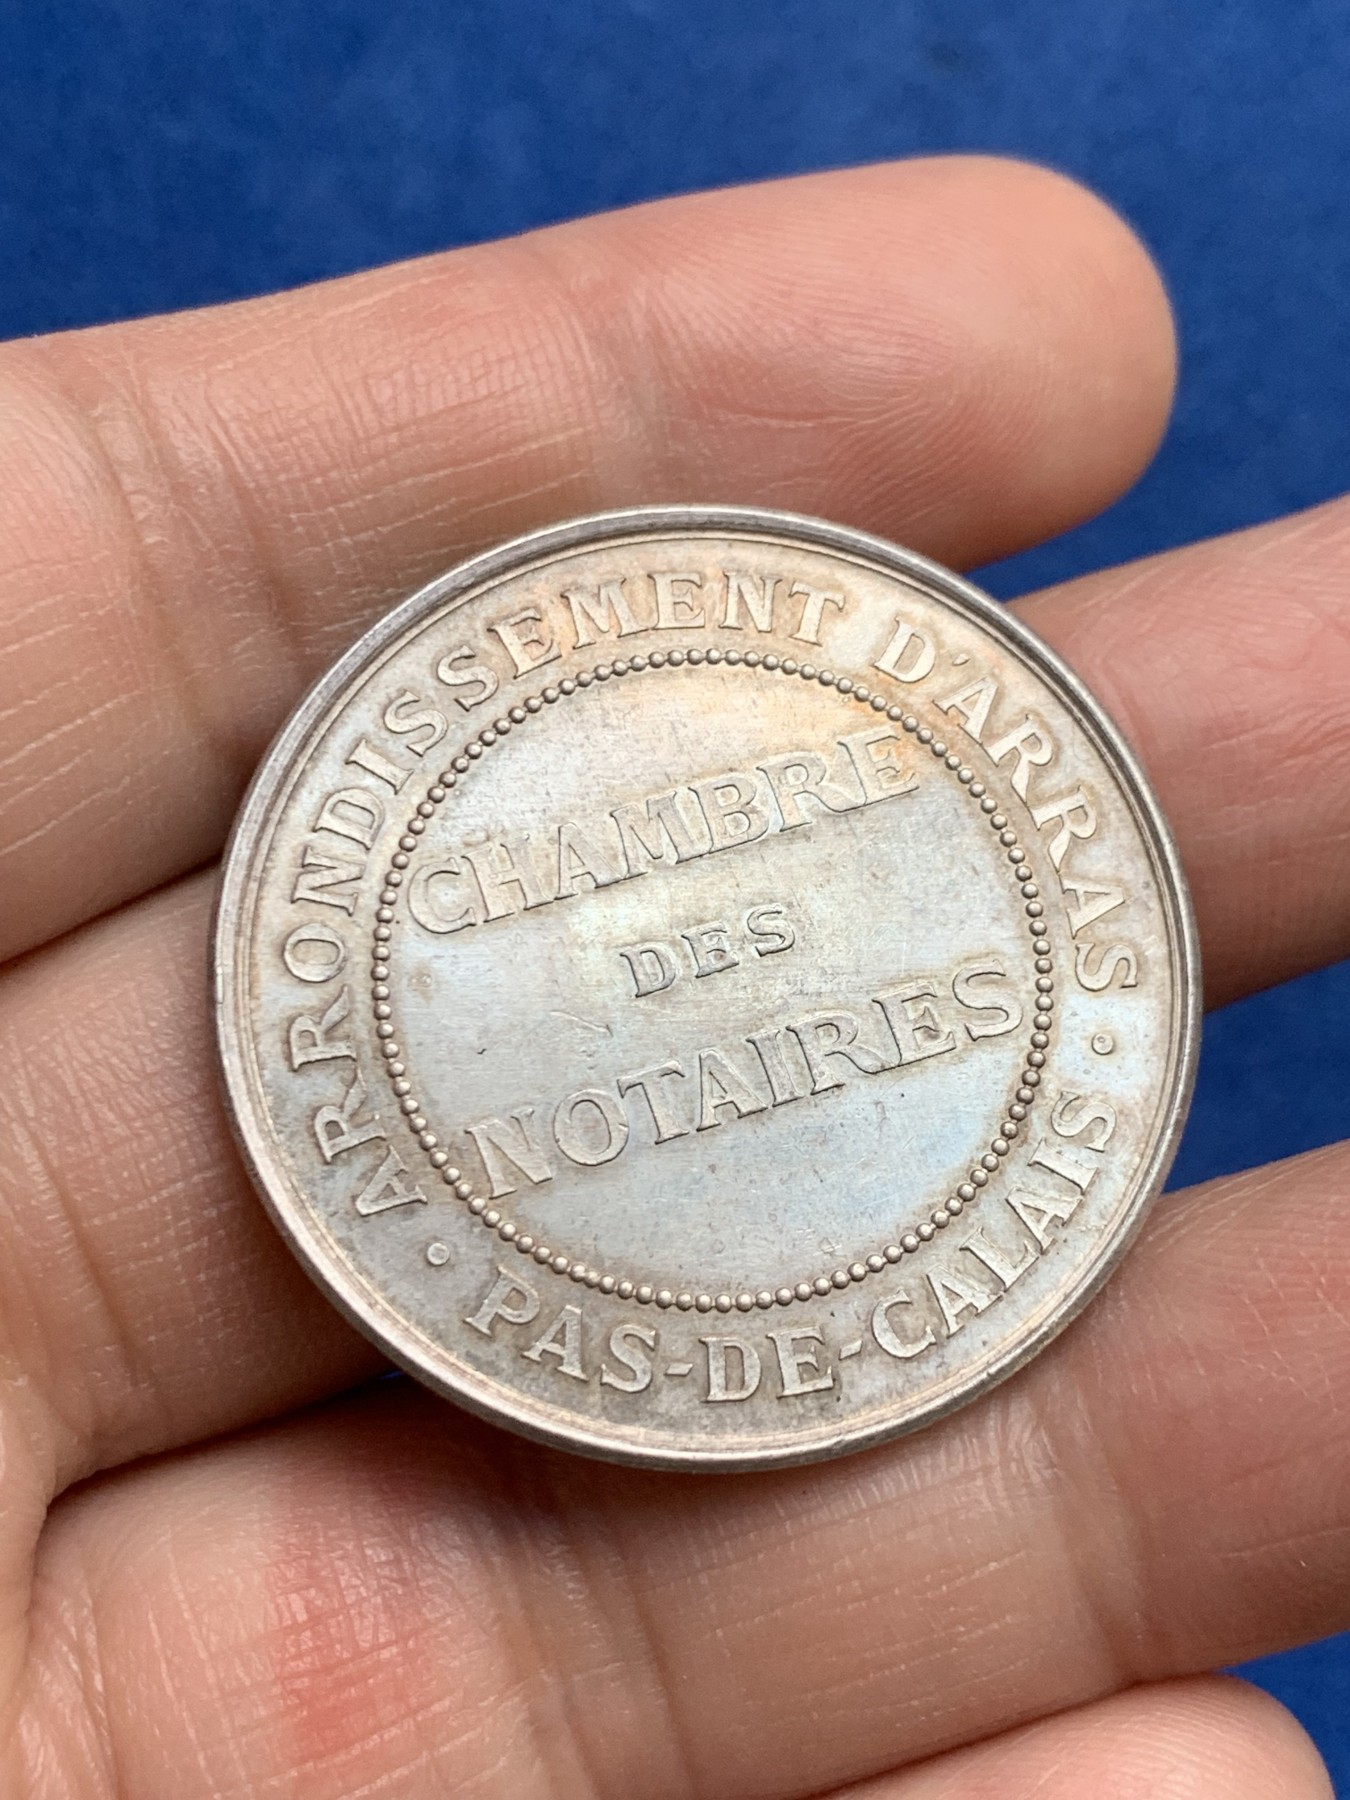 ARRONDISSEMENT D'ARRAS
CHAMBRE
DES
NOTAIRES
· PAS-DE-CALAIS ·